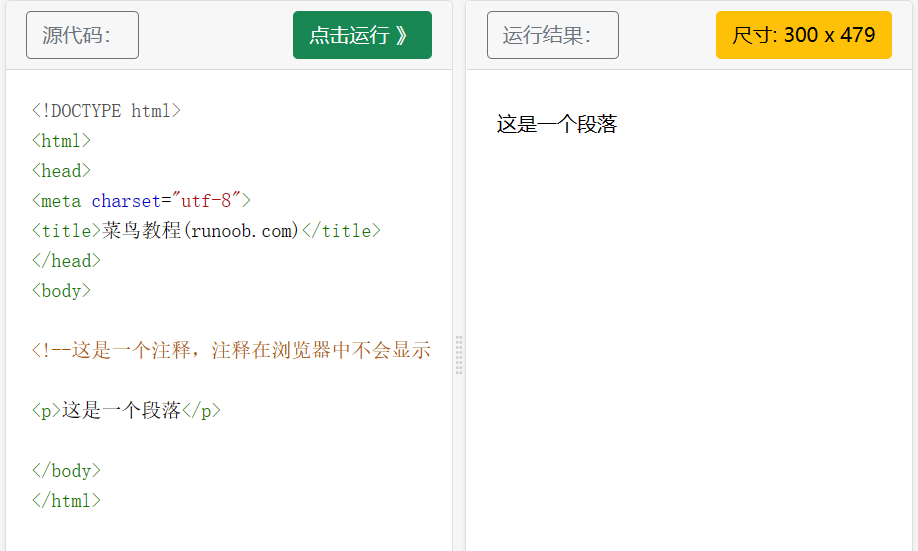 源代码：
点击运行 》
<!DOCTYPE html>
<html>
<head>
<meta charset="utf-8">
<title>菜鸟教程(runoob.com)</title>
</head>
<body>
<!--这是一个注释，注释在浏览器中不会显示
<p>这是一个段落</p>
</body>
</html>
运行结果：
尺寸: 300 x 479
这是一个段落